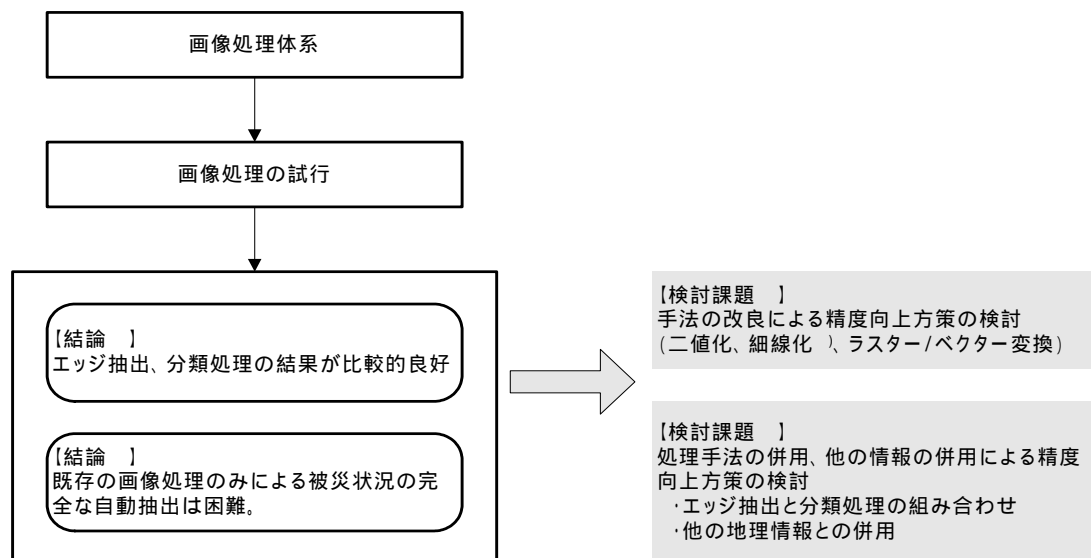 画像処理体系
画像処理の試行
【結論　】
エッジ抽出、分類処理の結果が比較的良好
【結論　】
既存の画像処理のみによる被災状況の完
全な自動抽出は困難。
【検討課題　】
手法の改良による精度向上方策の検討
(二値化、細線化　)、ラスター/ベクター変換)
【検討課題　】
処理手法の併用、他の情報の併用による精度
向上方策の検討
・エッジ抽出と分類処理の組み合わせ
・他の地理情報との併用